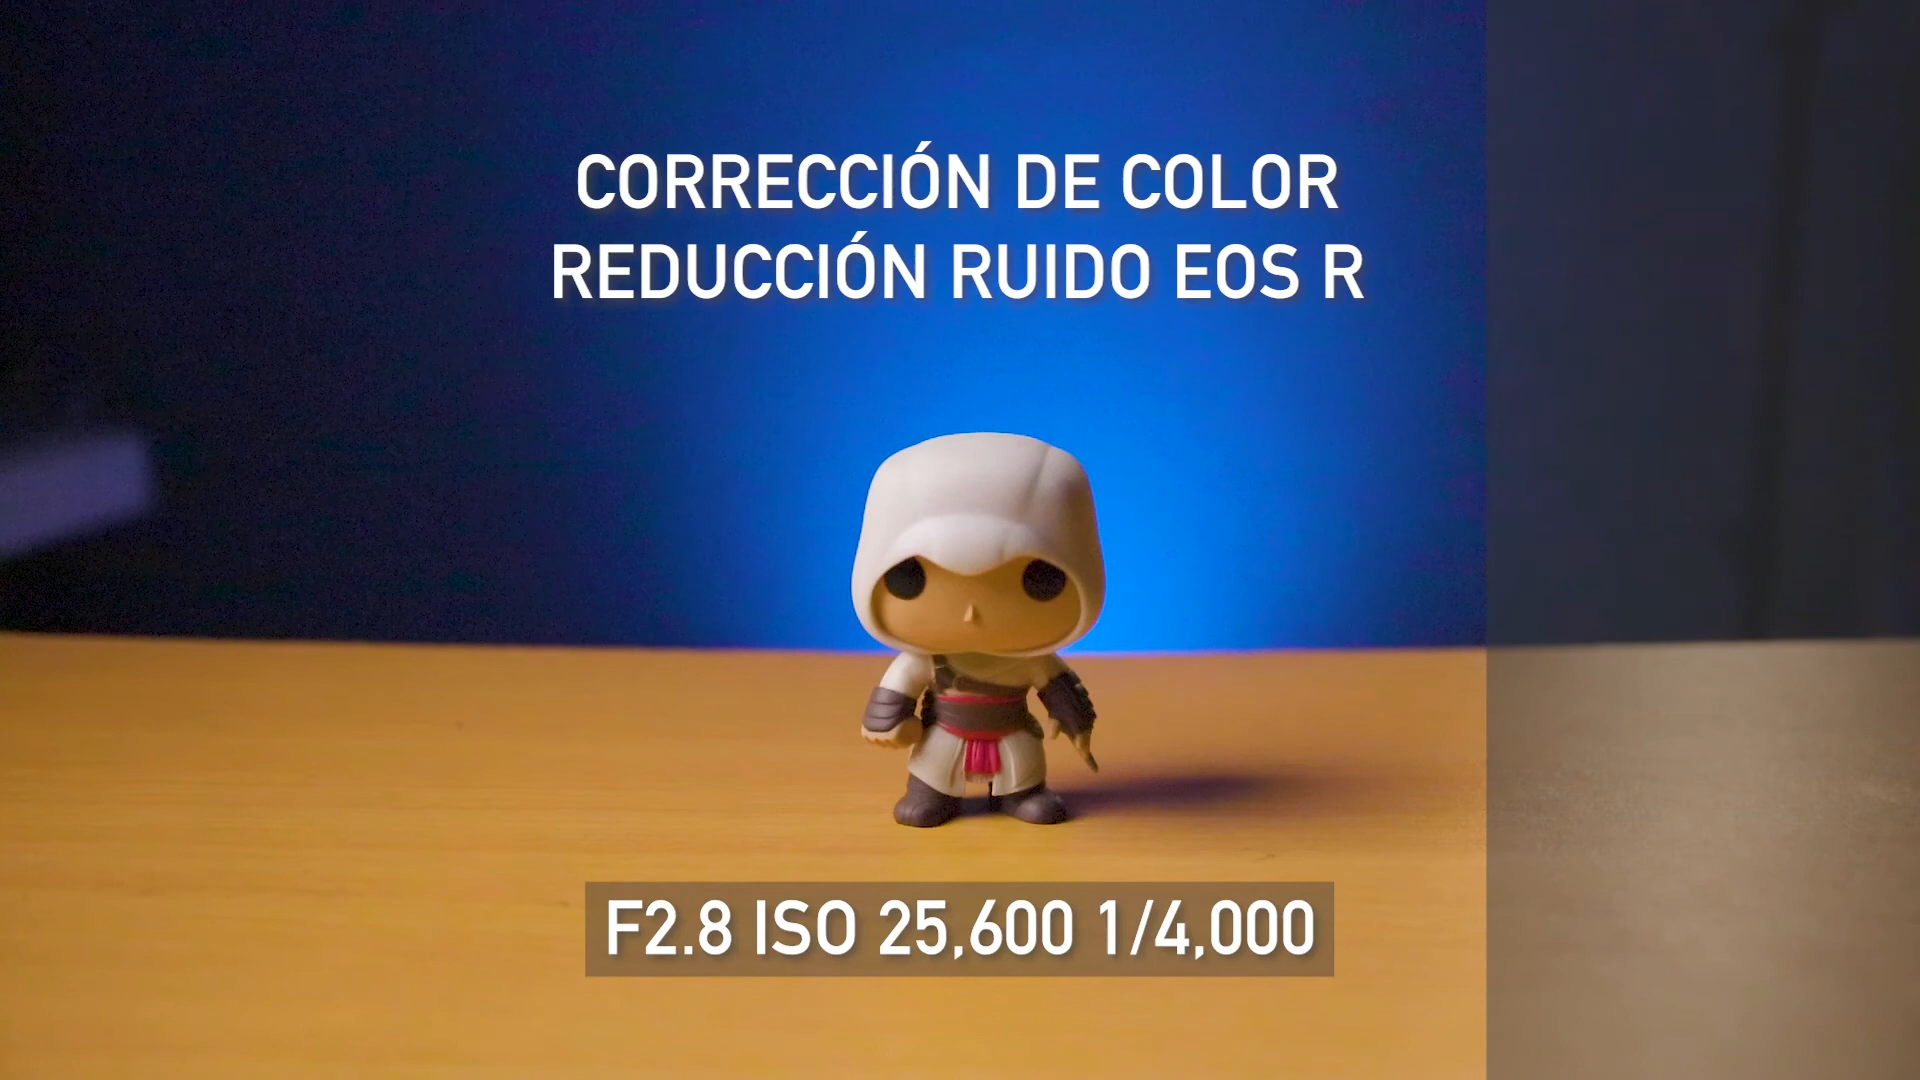 CORRECCIÓN DE COLOR
REDUCCIÓN RUIDO EOS R
F2.8 ISO 25,600 1/4,000